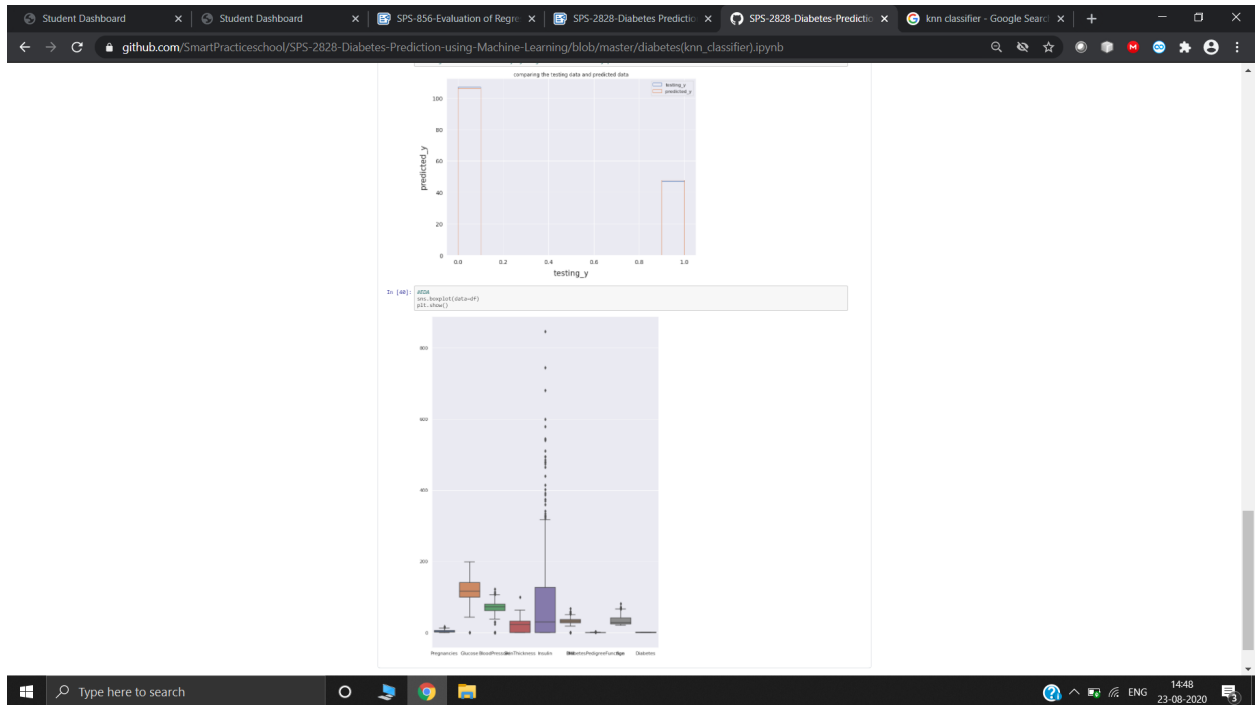 Student Dashboard
Student Dashboard
SPS-856-Evaluation of Regre
SPS-2828-Diabetes Predictio
SPS-2828-Diabetes-Predictio
knn classifier - Google Search
github.com/SmartPracticeschool/SPS-2828-Diabetes-Prediction-using-Machine-Learning/blob/master/diabetes(knn_classifier).ipynb
comparing the testing data and predicted data
testing_y
predicted_y
100
80
60
40
20
0
predicted_y
0.0 0.2 0.4 0.6 0.8 1.0
testing_y
In [40]: #EDA
sns.boxplot(data=df)
plt.show()
800
600
400
200
0
Pregnancies Glucose Insulin Age Diabetes
Type here to search
ENG
14:48
23-08-2020
3